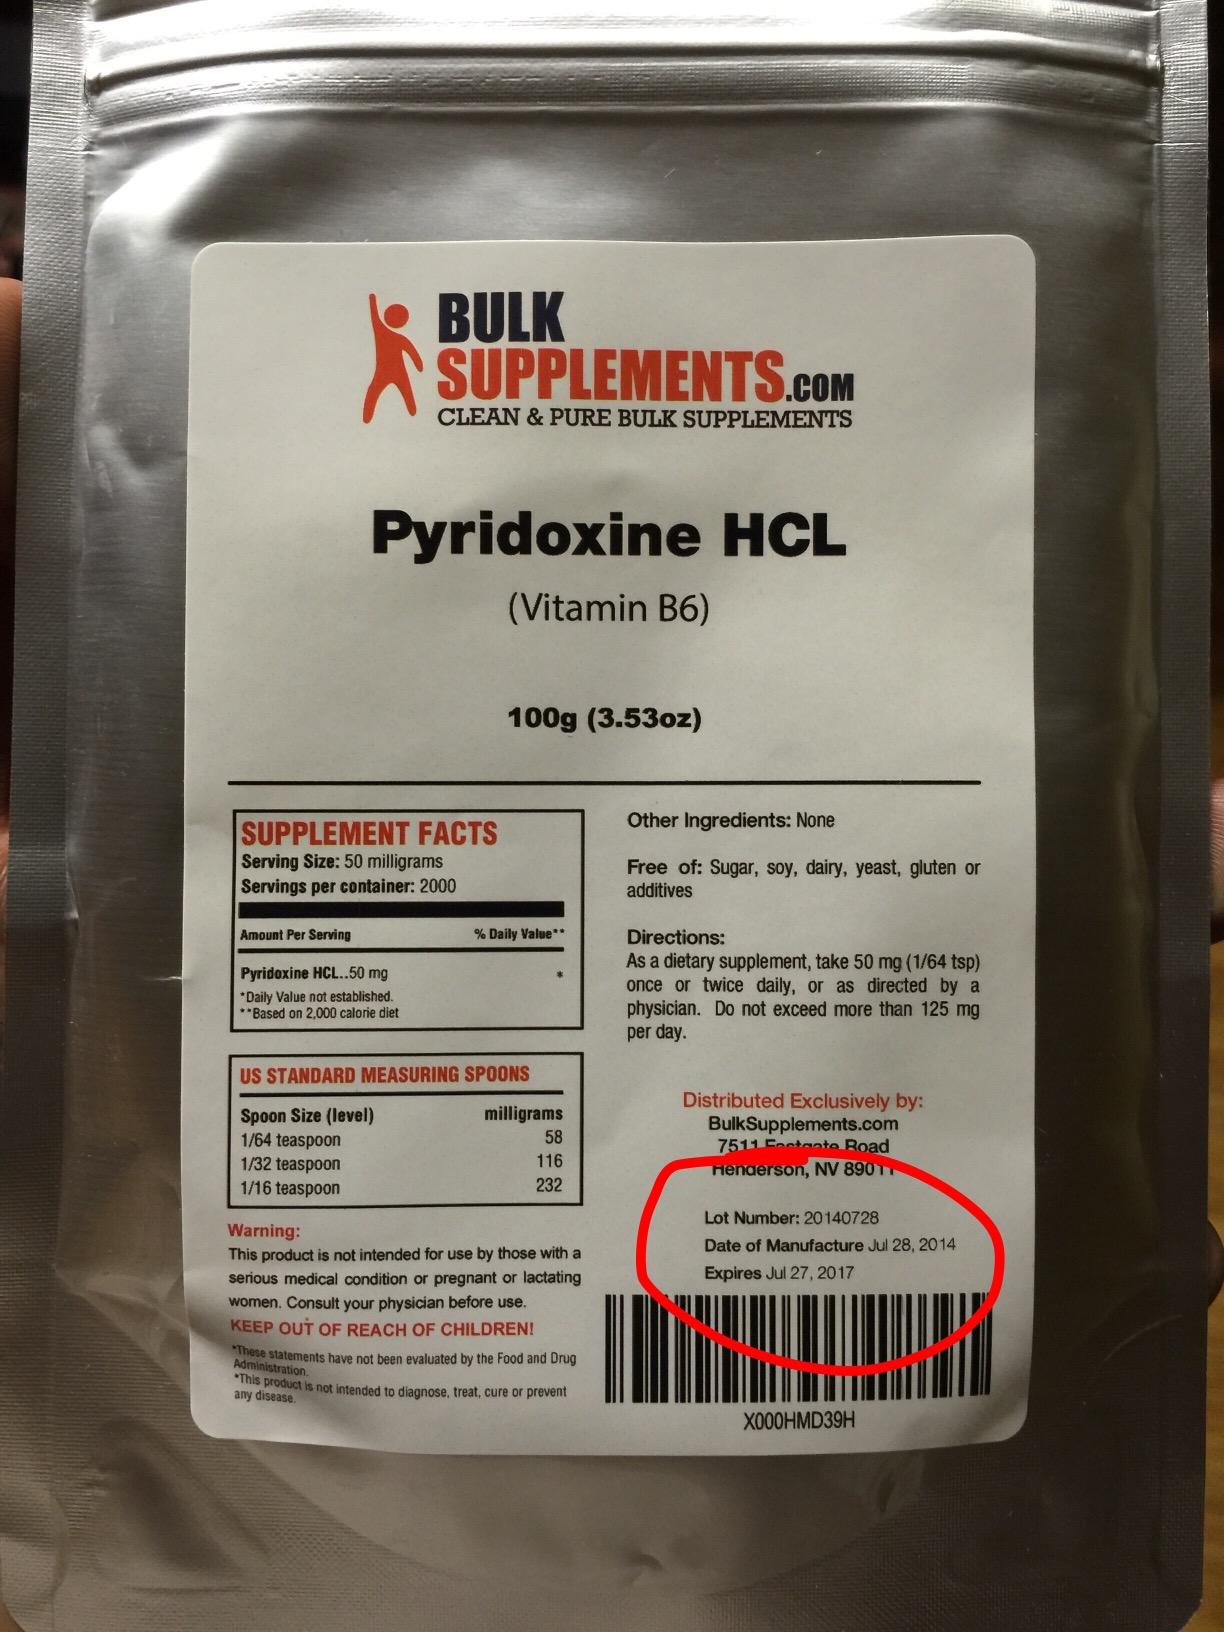 BULK
SUPPLEMENTS.COM
CLEAN & PURE BULK SUPPLEMENTS
Pyridoxine HCL
(Vitamin B6)
100g (3.53oz)
SUPPLEMENT FACTS
Serving Size: 50 milligrams
Servings per container: 2000
Amount Per Serving % Daily Value**
Pyridoxine HCL..50 mg *
*Daily Value not established.
**Based on 2,000 calorie diet
US STANDARD MEASURING SPOONS
Spoon Size (level) milligrams
1/64 teaspoon 58
1/32 teaspoon 116
1/16 teaspoon 232
Warning:
This product is not intended for use by those with a
serious medical condition or pregnant or lactating
women. Consult your physician before use.
KEEP OUT OF REACH OF CHILDREN!
*These statements have not been evaluated by the Food and Drug
Administration.
*This product is not intended to diagnose, treat, cure or prevent
any disease.
Other Ingredients: None
Free of: Sugar, soy, dairy, yeast, gluten or
additives
Directions:
As a dietary supplement, take 50 mg (1/64 tsp)
once or twice daily, or as directed by a
physician. Do not exceed more than 125 mg
per day.
Distributed Exclusively by:
BulkSupplements.com
7511 Eastgate Road
Henderson, NV 89011
Lot Number: 20140728
Date of Manufacture Jul 28, 2014
Expires Jul 27, 2017
X000HMD39H